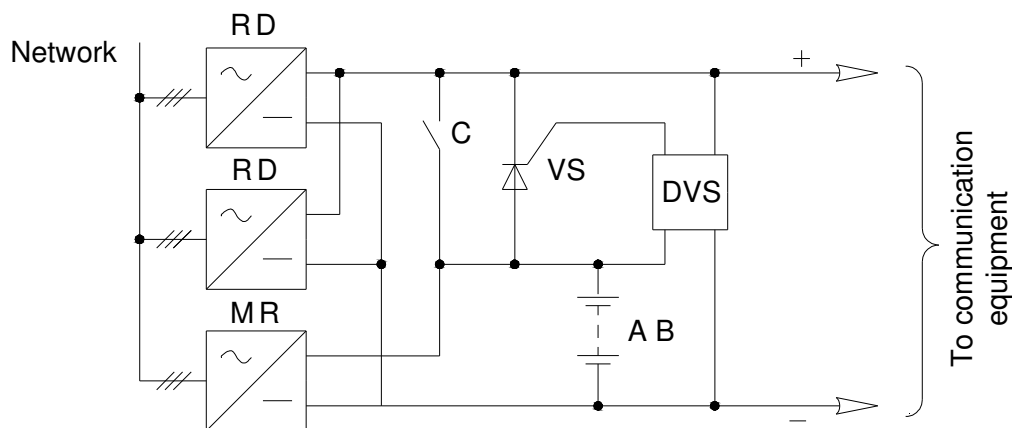 Network
RD
RD
MR
C
VS
DVS
AB
+
−
To communication
equipment